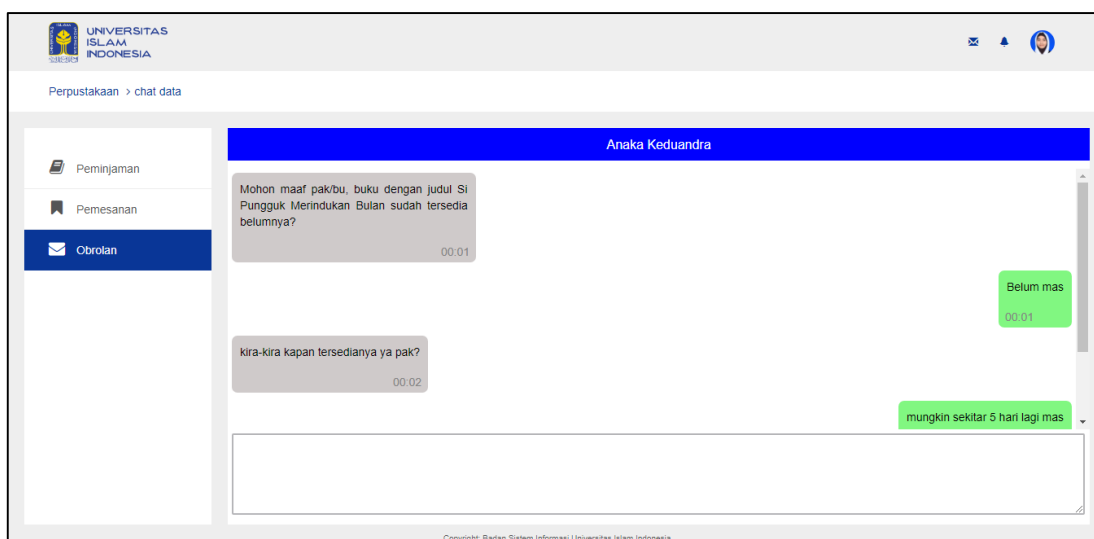 UNIVERSITAS
ISLAM
INDONESIA
Perpustakaan > chat data
Peminjaman
Pemesanan
Obrolan
Anaka Keduandra
Mohon maaf pak/bu, buku dengan judul Si
Pungguk Merindukan Bulan sudah tersedia
belumnya?
00:01
Belum mas
00:01
kira-kira kapan tersedianya ya pak?
00:02
mungkin sekitar 5 hari lagi mas
Copyright: Badan Sistem Informasi Universitas Islam Indonesia